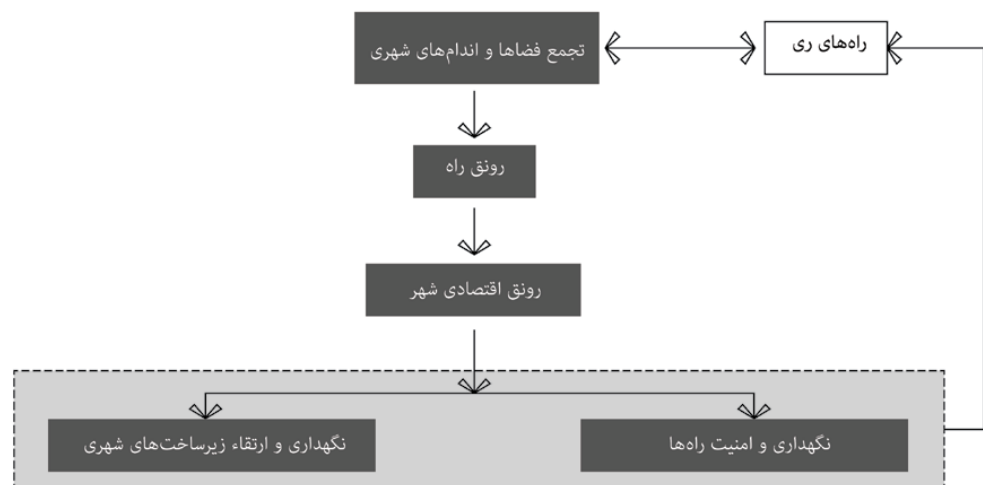 راه‌های ری
تجمع فضاها و اندام‌های شهری
رونق راه
رونق اقتصادی شهر
نگهداری و امنیت راه‌ها
نگهداری و ارتقاء زیرساخت‌های شهری